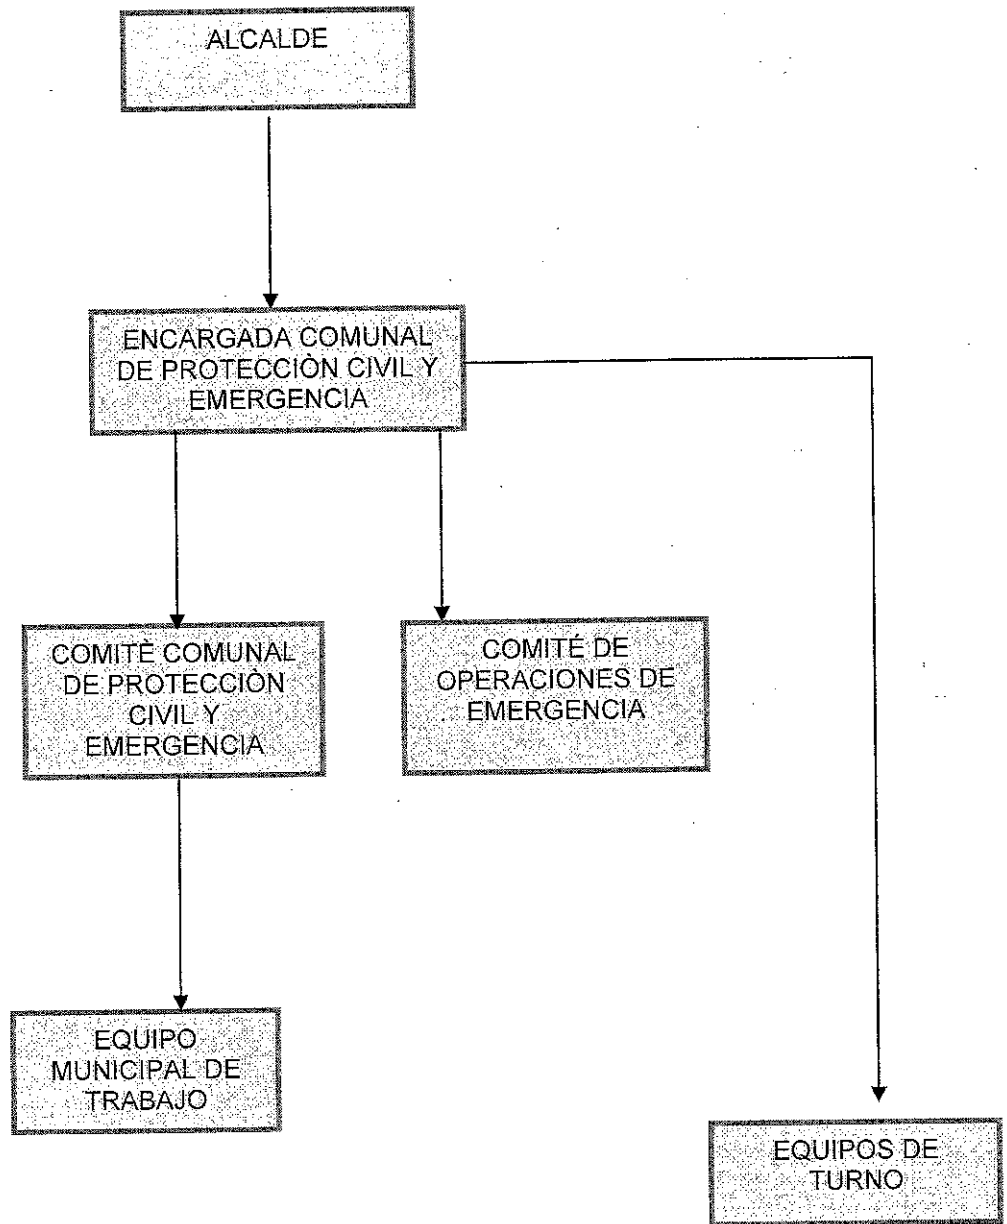 ALCALDE
ENCARGADA COMUNAL
DE PROTECCIÒN CIVIL Y
EMERGENCIA
COMITÈ COMUNAL
DE PROTECCIÒN
CIVIL Y
EMERGENCIA
COMITÉ DE
OPERACIONES DE
EMERGENCIA
EQUIPO
MUNICIPAL DE
TRABAJO
EQUIPOS DE
TURNO